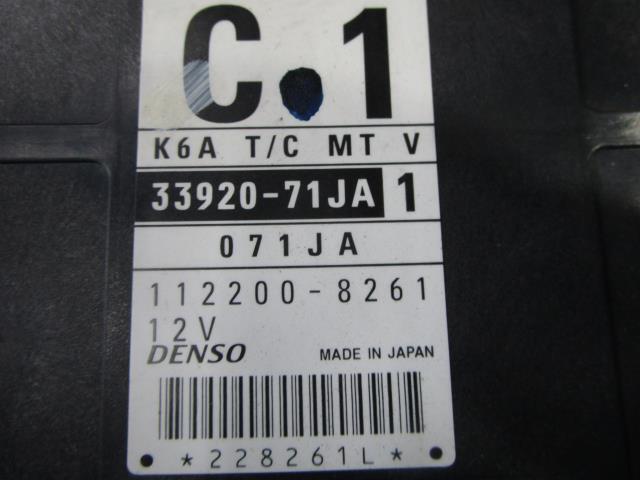 C.1
K6A T/C MT V
33920-71JA 1
071JA
112200-8261
12V
DENSO MADE IN JAPAN
*228261L*